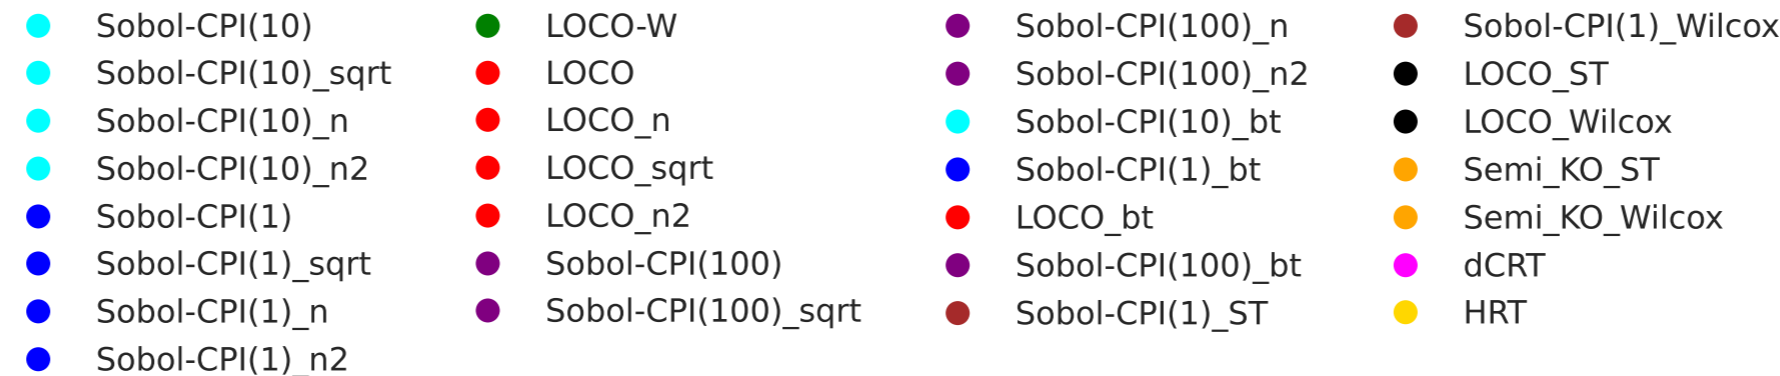 Sobol-CPI(10)
Sobol-CPI(10)_sqrt
Sobol-CPI(10)_n
Sobol-CPI(10)_n2
Sobol-CPI(1)
Sobol-CPI(1)_sqrt
Sobol-CPI(1)_n
Sobol-CPI(1)_n2
LOCO-W
LOCO
LOCO_n
LOCO_sqrt
LOCO_n2
Sobol-CPI(100)
Sobol-CPI(100)_sqrt
Sobol-CPI(100)_n
Sobol-CPI(100)_n2
Sobol-CPI(10)_bt
Sobol-CPI(1)_bt
LOCO_bt
Sobol-CPI(100)_bt
Sobol-CPI(1)_ST
Sobol-CPI(1)_Wilcox
LOCO_ST
LOCO_Wilcox
Semi_KO_ST
Semi_KO_Wilcox
dCRT
HRT